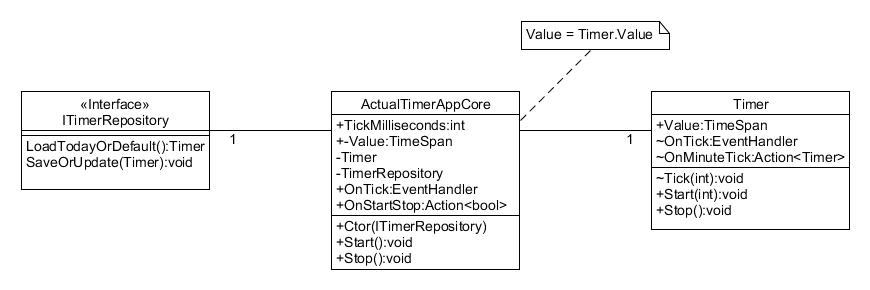 Value = Timer.Value
«Interface»
ITimerRepository
LoadTodayOrDefault():Timer
SaveOrUpdate(Timer):void
1
ActualTimerAppCore
+TickMilliseconds:int
+-Value:TimeSpan
-Timer
-TimerRepository
+OnTick:EventHandler
+OnStartStop:Action<bool>
+Ctor(ITimerRepository)
+Start():void
+Stop():void
1
Timer
+Value:TimeSpan
~OnTick:EventHandler
~OnMinuteTick:Action<Timer>
~Tick(int):void
+Start(int):void
+Stop():void